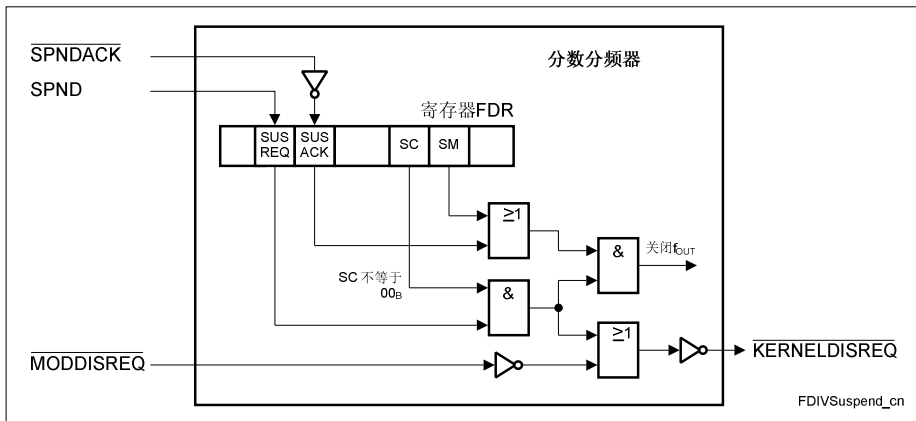 SPNDACK
SPND
分数分频器
寄存器FDR
SUS REQ
SUS ACK
SC
SM
≥1
&
关闭fOUT
SC 不等于
00B
&
≥1
MODDISREQ
KERNELDISREQ
FDIVSuspend_cn